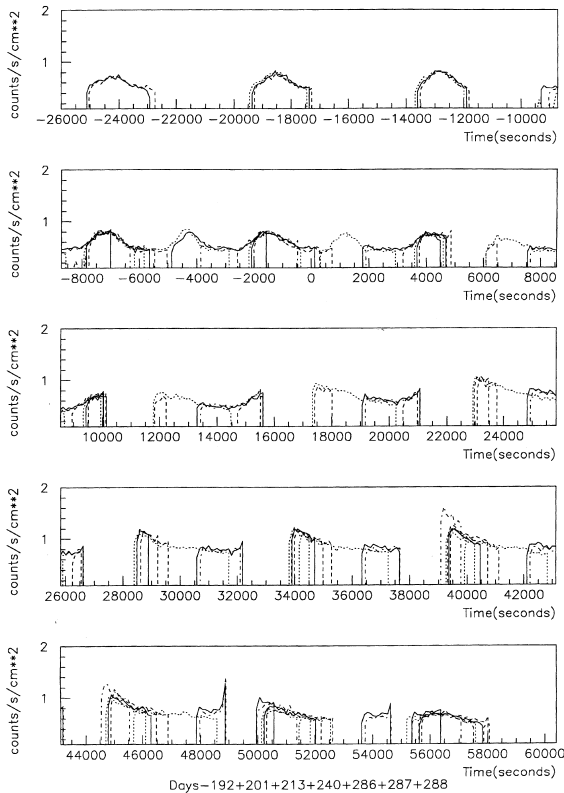 2
1
counts/s/cm**2
-26000 -24000 -22000 -20000 -18000 -16000 -14000 -12000 -10000
Time(seconds)
2
1
counts/s/cm**2
-8000 -6000 -4000 -2000 0 2000 4000 6000 8000
Time(seconds)
2
1
counts/s/cm**2
10000 12000 14000 16000 18000 20000 22000 24000
Time(seconds)
2
1
counts/s/cm**2
26000 28000 30000 32000 34000 36000 38000 40000 42000
Time(seconds)
2
1
counts/s/cm**2
44000 46000 48000 50000 52000 54000 56000 58000 60000
Time(seconds)
Days-192+201+213+240+286+287+288